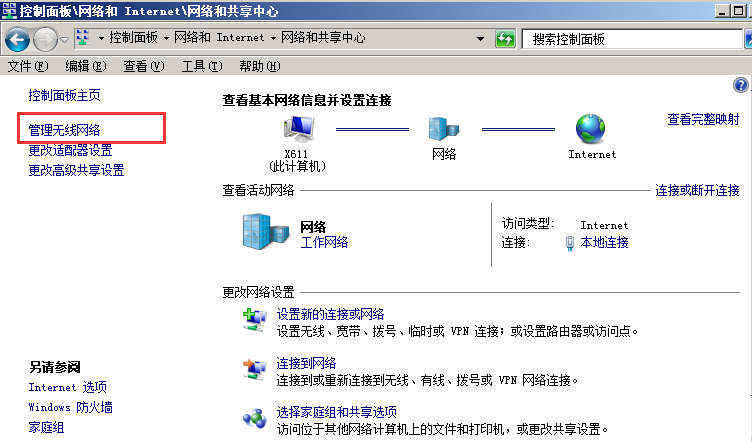 控制面板\网络和 Internet\网络和共享中心
控制面板 网络和 Internet 网络和共享中心 搜索控制面板
文件(F) 编辑(E) 查看(V) 工具(T) 帮助(H)
控制面板主页
管理无线网络
更改适配器设置
更改高级共享设置
查看基本网络信息并设置连接
查看完整映射
X611
(此计算机)
网络
Internet
查看活动网络
连接或断开连接
网络
工作网络
访问类型: Internet
连接: 本地连接
更改网络设置
设置新的连接或网络
设置无线、宽带、拨号、临时或 VPN 连接；或设置路由器或访问点。
连接到网络
连接到或重新连接到无线、有线、拨号或 VPN 网络连接。
选择家庭组和共享选项
访问位于其他网络计算机上的文件和打印机，或更改共享设置。
另请参阅
Internet 选项
Windows 防火墙
家庭组